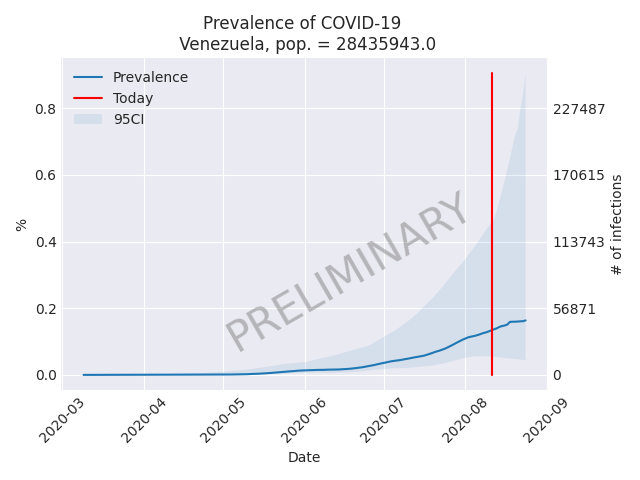 Prevalence of COVID-19
Venezuela, pop. = 28435943.0
Prevalence
Today
95CI
%
0.8
0.6
0.4
0.2
0.0
227487
170615
113743
56871
0
# of infections
PRELIMINARY
2020-03
2020-04
2020-05
2020-06
2020-07
2020-08
2020-09
Date